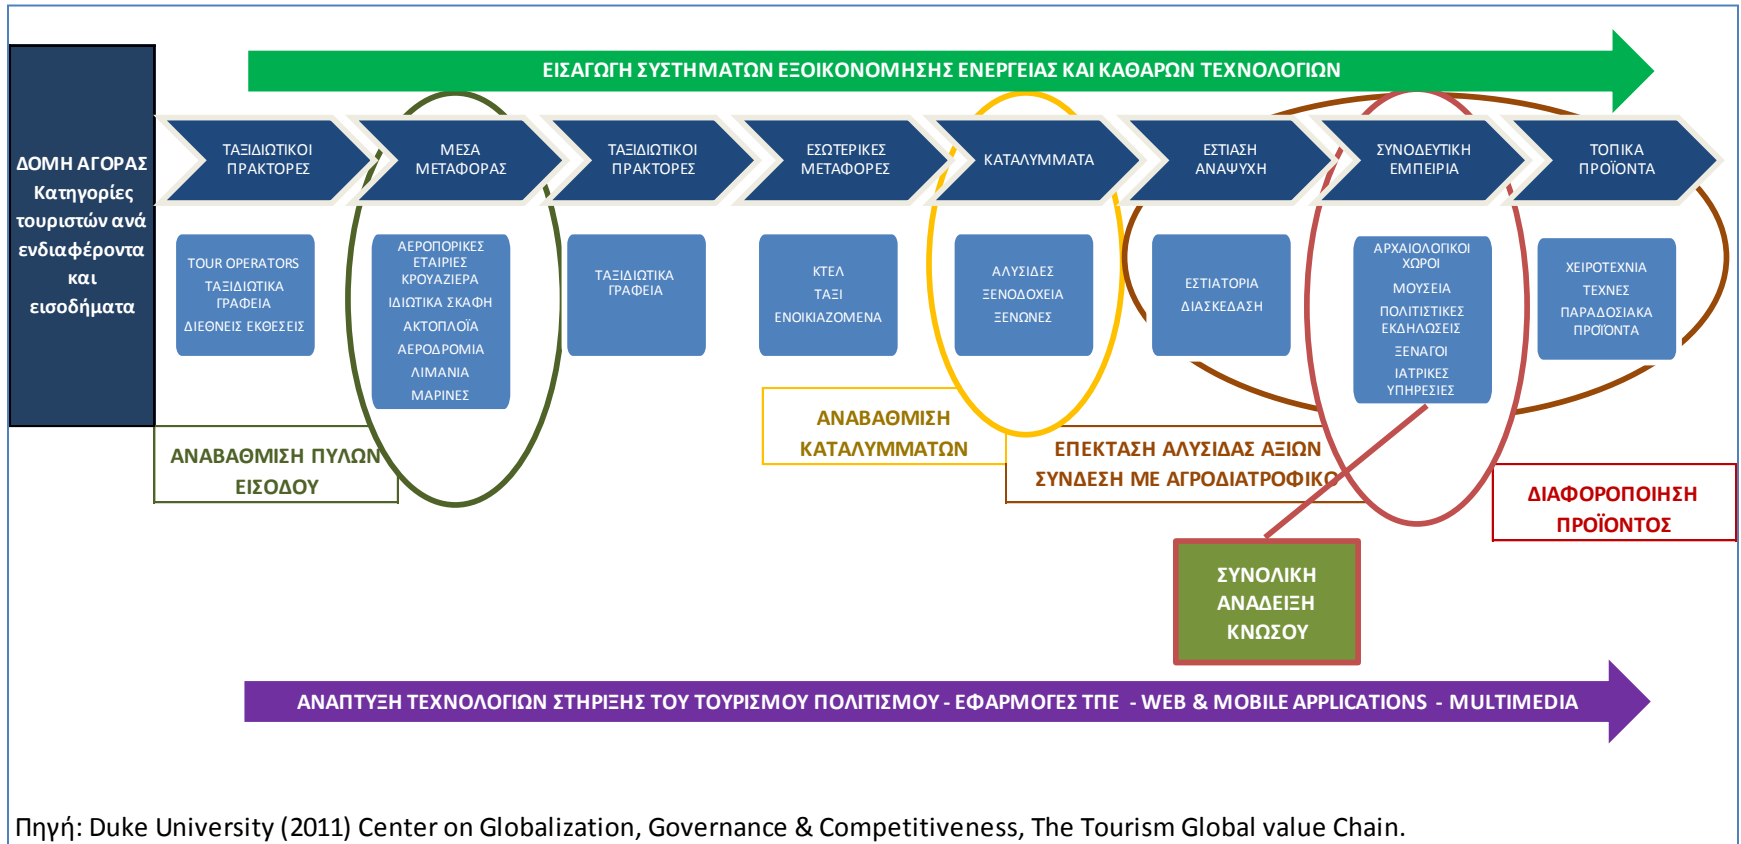 ΕΙΣΑΓΩΓΗ ΣΥΣΤΗΜΑΤΩΝ ΕΞΟΙΚΟΝΟΜΗΣΗΣ ΕΝΕΡΓΕΙΑΣ ΚΑΙ ΚΑΘΑΡΩΝ ΤΕΧΝΟΛΟΓΙΩΝ
ΔΟΜΗ ΑΓΟΡΑΣ
Κατηγορίες
τουριστών ανά
ενδιαφέροντα
και
εισοδήματα
ΤΑΞΙΔΙΩΤΙΚΟΙ
ΠΡΑΚΤΟΡΕΣ
ΜΕΣΑ
ΜΕΤΑΦΟΡΑΣ
ΤΑΞΙΔΙΩΤΙΚΟΙ
ΠΡΑΚΤΟΡΕΣ
ΕΣΩΤΕΡΙΚΕΣ
ΜΕΤΑΦΟΡΕΣ
ΚΑΤΑΛΥΜΜΑΤΑ
ΕΣΤΙΑΣΗ
ΑΝΑΨΥΧΗ
ΣΥΝΟΔΕΥΤΙΚΗ
ΕΜΠΕΙΡΙΑ
ΤΟΠΙΚΑ
ΠΡΟΪΟΝΤΑ
TOUR OPERATORS
ΤΑΞΙΔΙΩΤΙΚΑ
ΓΡΑΦΕΙΑ
ΔΙΕΘΝΕΙΣ ΕΚΘΕΣΕΙΣ
ΑΕΡΟΠΟΡΙΚΕΣ
ΕΤΑΙΡΙΕΣ
ΚΡΟΥΑΖΙΕΡΑ
ΙΔΙΩΤΙΚΑ ΣΚΑΦΗ
ΑΚΤΟΠΛΟΪΑ
ΑΕΡΟΔΡΟΜΙΑ
ΛΙΜΑΝΙΑ
ΜΑΡΙΝΕΣ
ΤΑΞΙΔΙΩΤΙΚΑ
ΓΡΑΦΕΙΑ
ΚΤΕΛ
ΤΑΞΙ
ΕΝΟΙΚΙΑΖΟΜΕΝΑ
ΑΛΥΣΙΔΕΣ
ΞΕΝΟΔΟΧΕΙΑ
ΞΕΝΩΝΕΣ
ΕΣΤΙΑΤΟΡΙΑ
ΔΙΑΣΚΕΔΑΣΗ
ΑΡΧΑΙΟΛΟΓΙΚΟΙ
ΧΩΡΟΙ
ΜΟΥΣΕΙΑ
ΠΟΛΙΤΙΣΤΙΚΕΣ
ΕΚΔΗΛΩΣΕΙΣ
ΞΕΝΑΓΟΙ
ΙΑΤΡΙΚΕΣ
ΥΠΗΡΕΣΙΕΣ
ΧΕΙΡΟΤΕΧΝΙΑ
ΤΕΧΝΕΣ
ΠΑΡΑΔΟΣΙΑΚΑ
ΠΡΟΪΟΝΤΑ
ΑΝΑΒΑΘΜΙΣΗ ΠΥΛΩΝ
ΕΙΣΟΔΟΥ
ΑΝΑΒΑΘΜΙΣΗ
ΚΑΤΑΛΥΜΜΑΤΩΝ
ΕΠΕΚΤΑΣΗ ΑΛΥΣΙΔΑΣ ΑΞΙΩΝ
ΣΥΝΔΕΣΗ ΜΕ ΑΓΡΟΔΙΑΤΡΟΦΙΚΟ
ΔΙΑΦΟΡΟΠΟΙΗΣΗ
ΠΡΟΪΟΝΤΟΣ
ΣΥΝΟΛΙΚΗ
ΑΝΑΔΕΙΞΗ
ΚΝΩΣΟΥ
ΑΝΑΠΤΥΞΗ ΤΕΧΝΟΛΟΓΙΩΝ ΣΤΗΡΙΞΗΣ ΤΟΥ ΤΟΥΡΙΣΜΟΥ ΠΟΛΙΤΙΣΜΟΥ - ΕΦΑΡΜΟΓΕΣ ΤΠΕ - WEB & MOBILE APPLICATIONS - MULTIMEDIA
Πηγή: Duke University (2011) Center on Globalization, Governance & Competitiveness, The Tourism Global value Chain.